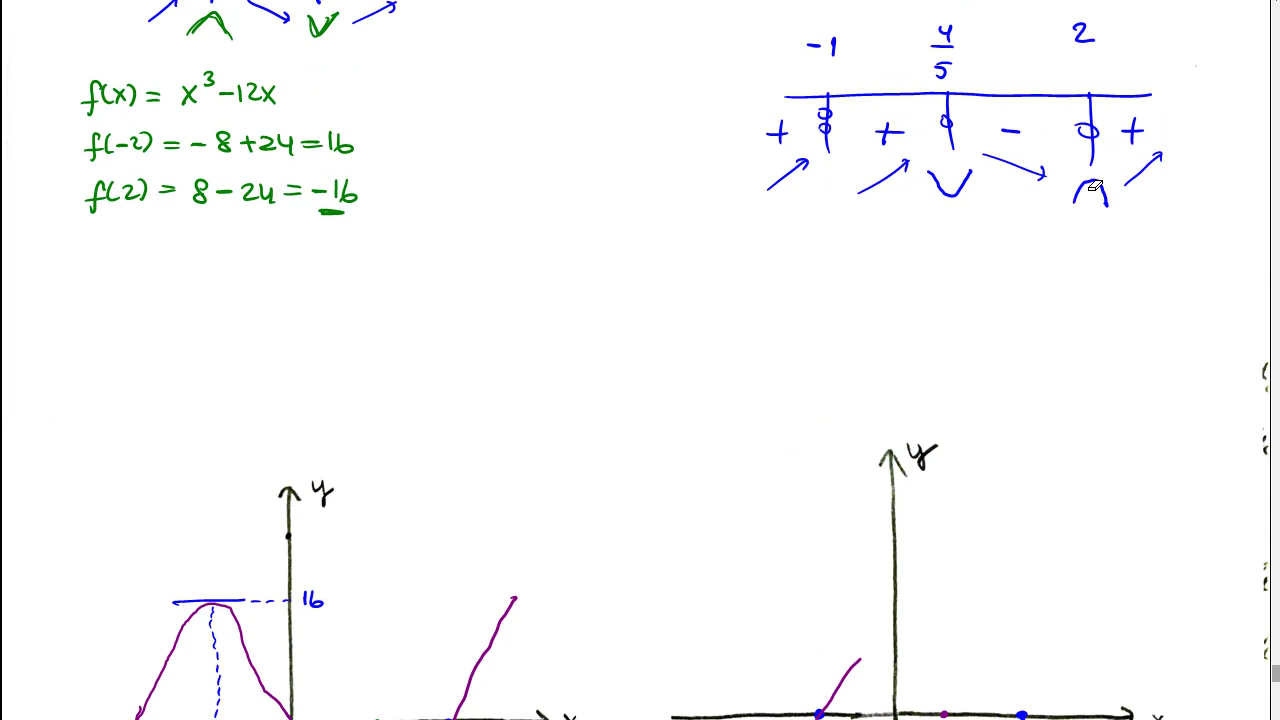 f(x) = x³ - 12x
f(-2) = - 8 + 24 = 16
f(2) = 8 - 24 = -16
-1 4/5 2
+ + - +
y
16
x
y
x